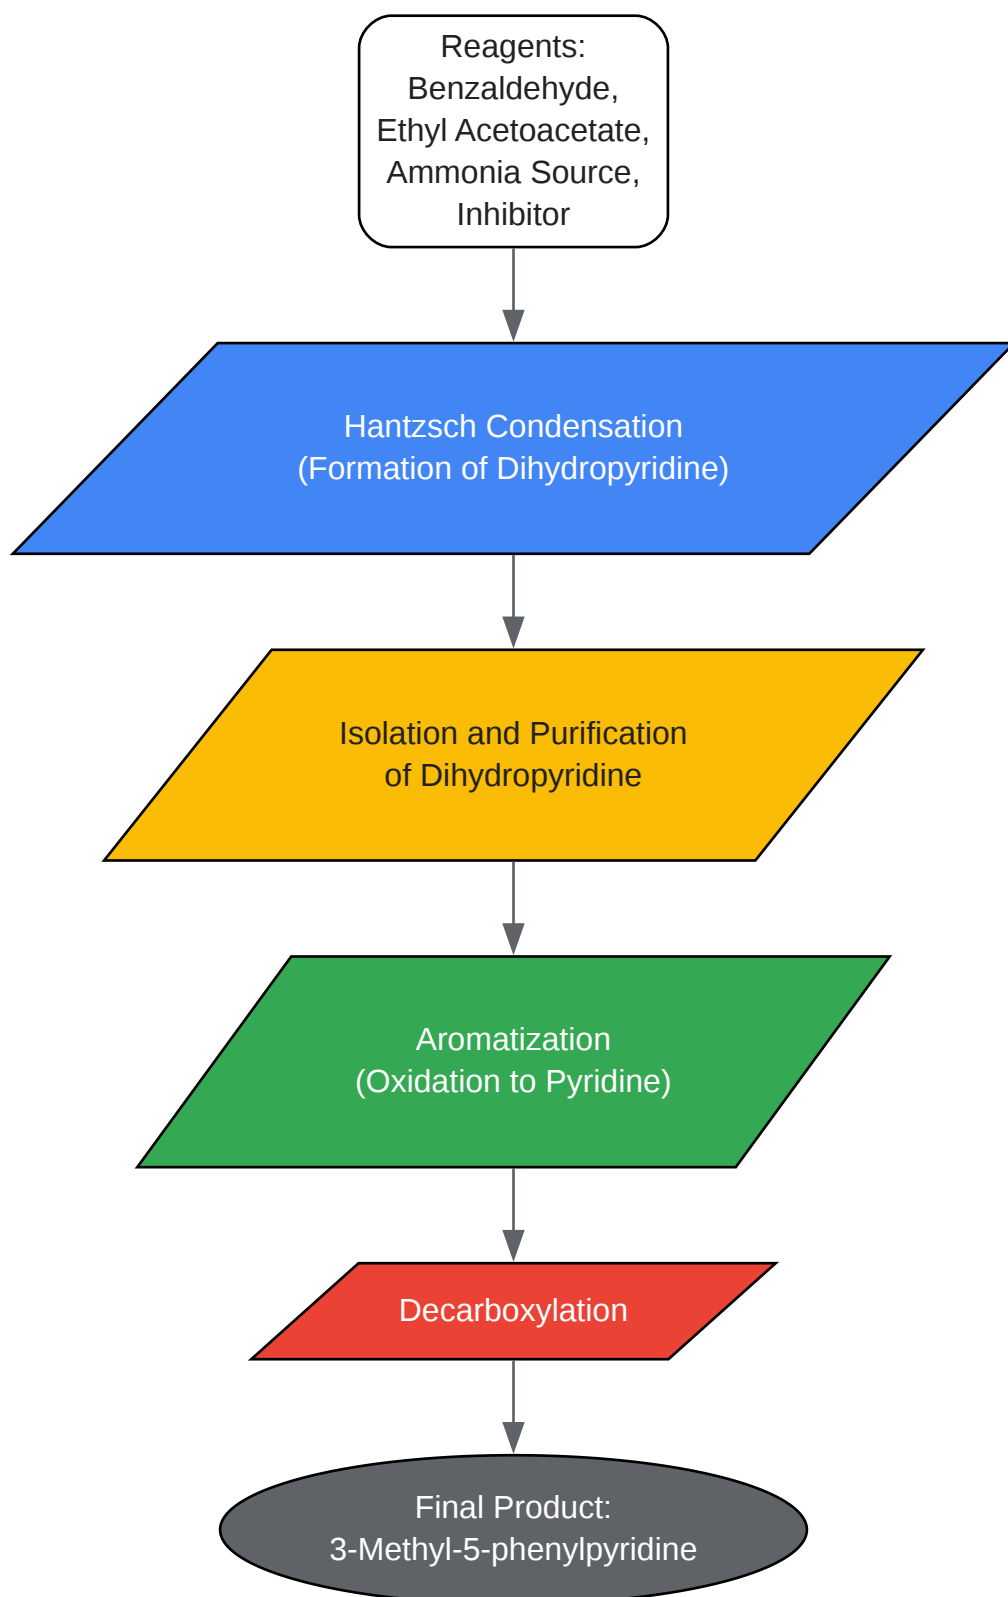 Reagents:
Benzaldehyde,
Ethyl Acetoacetate,
Ammonia Source,
Inhibitor
Hantzsch Condensation
(Formation of Dihydropyridine)
Isolation and Purification
of Dihydropyridine
Aromatization
(Oxidation to Pyridine)
Decarboxylation
Final Product:
3-Methyl-5-phenylpyridine